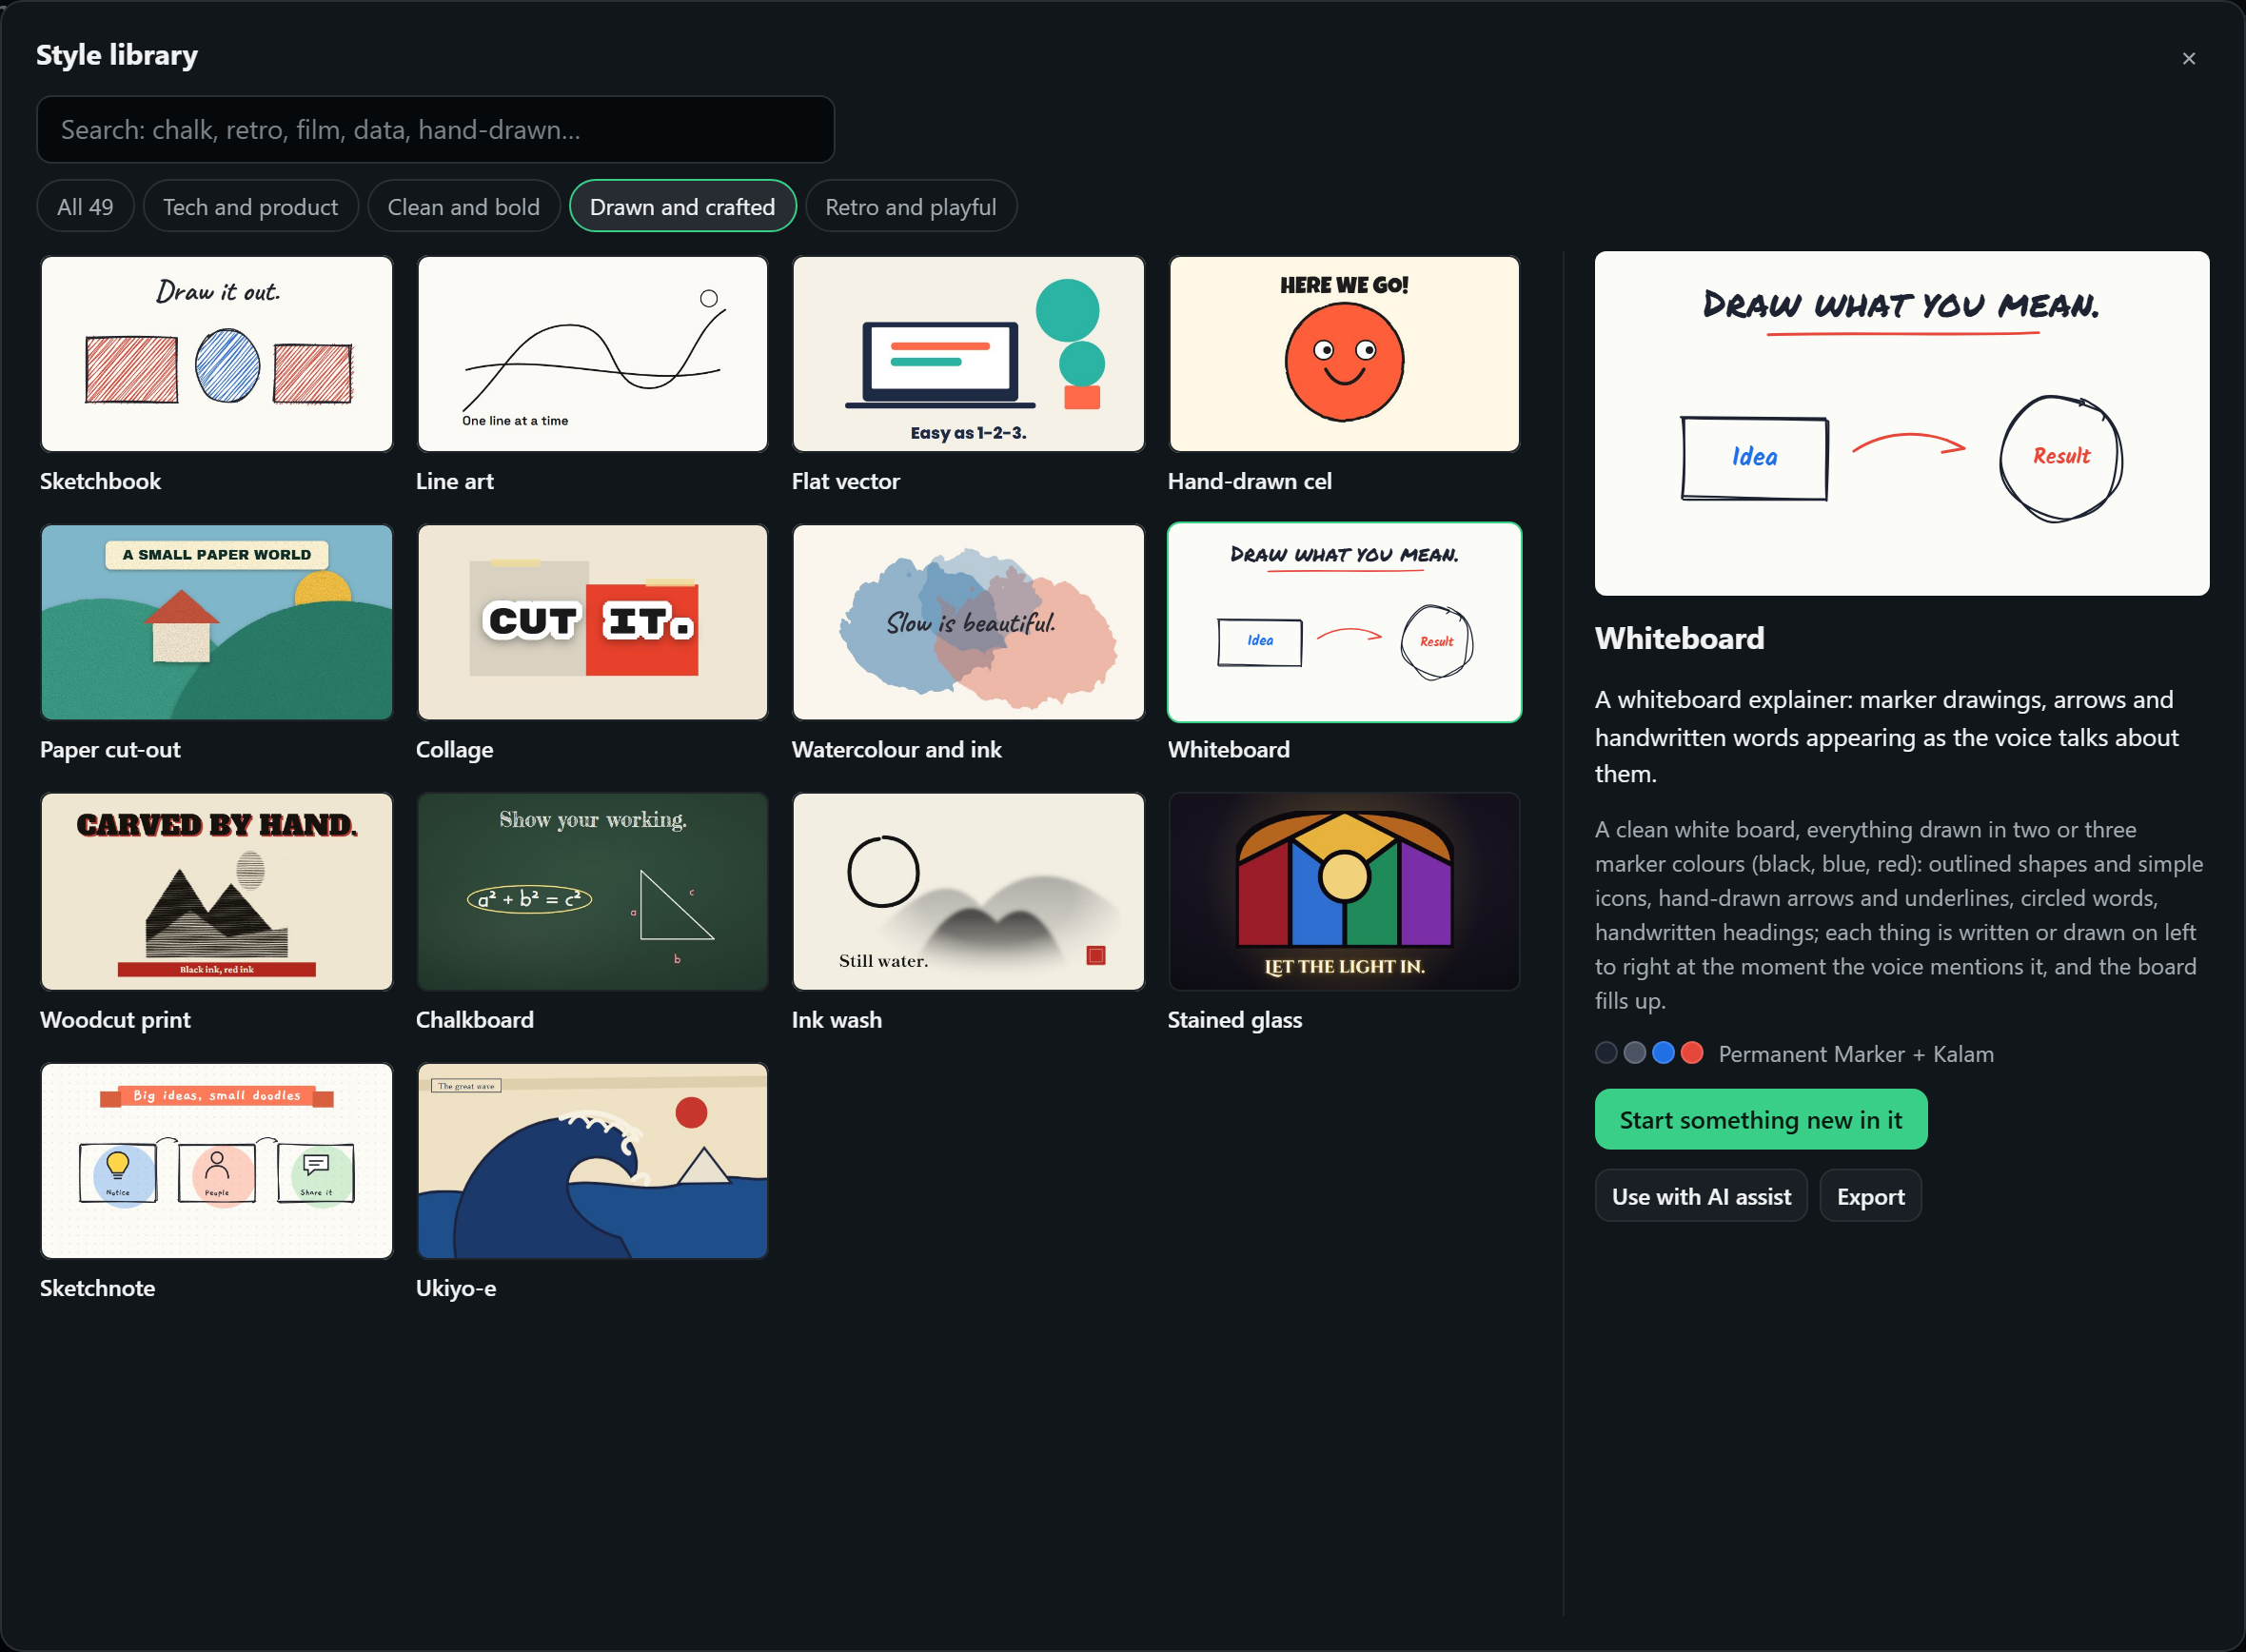 Style library
×
Search: chalk, retro, film, data, hand-drawn...
All 49
Tech and product
Clean and bold
Drawn and crafted
Retro and playful
Draw it out.
Sketchbook
One line at a time
Line art
Easy as 1-2-3.
Flat vector
HERE WE GO!
Hand-drawn cel
A SMALL PAPER WORLD
Paper cut-out
CUT IT.
Collage
Slow is beautiful.
Watercolour and ink
DRAW WHAT YOU MEAN.
Idea
Result
Whiteboard
CARVED BY HAND.
Black ink, red ink
Woodcut print
Show your working.
a² + b² = c²
a
c
b
Chalkboard
Still water.
Ink wash
LET THE LIGHT IN.
Stained glass
Big ideas, small doodles
Notice
People
Share it
Sketchnote
The great wave
Ukiyo-e
DRAW WHAT YOU MEAN.
Idea
Result
Whiteboard
A whiteboard explainer: marker drawings, arrows and
handwritten words appearing as the voice talks about
them.
A clean white board, everything drawn in two or three
marker colours (black, blue, red): outlined shapes and simple
icons, hand-drawn arrows and underlines, circled words,
handwritten headings; each thing is written or drawn on left
to right at the moment the voice mentions it, and the board
fills up.
Permanent Marker + Kalam
Start something new in it
Use with AI assist
Export